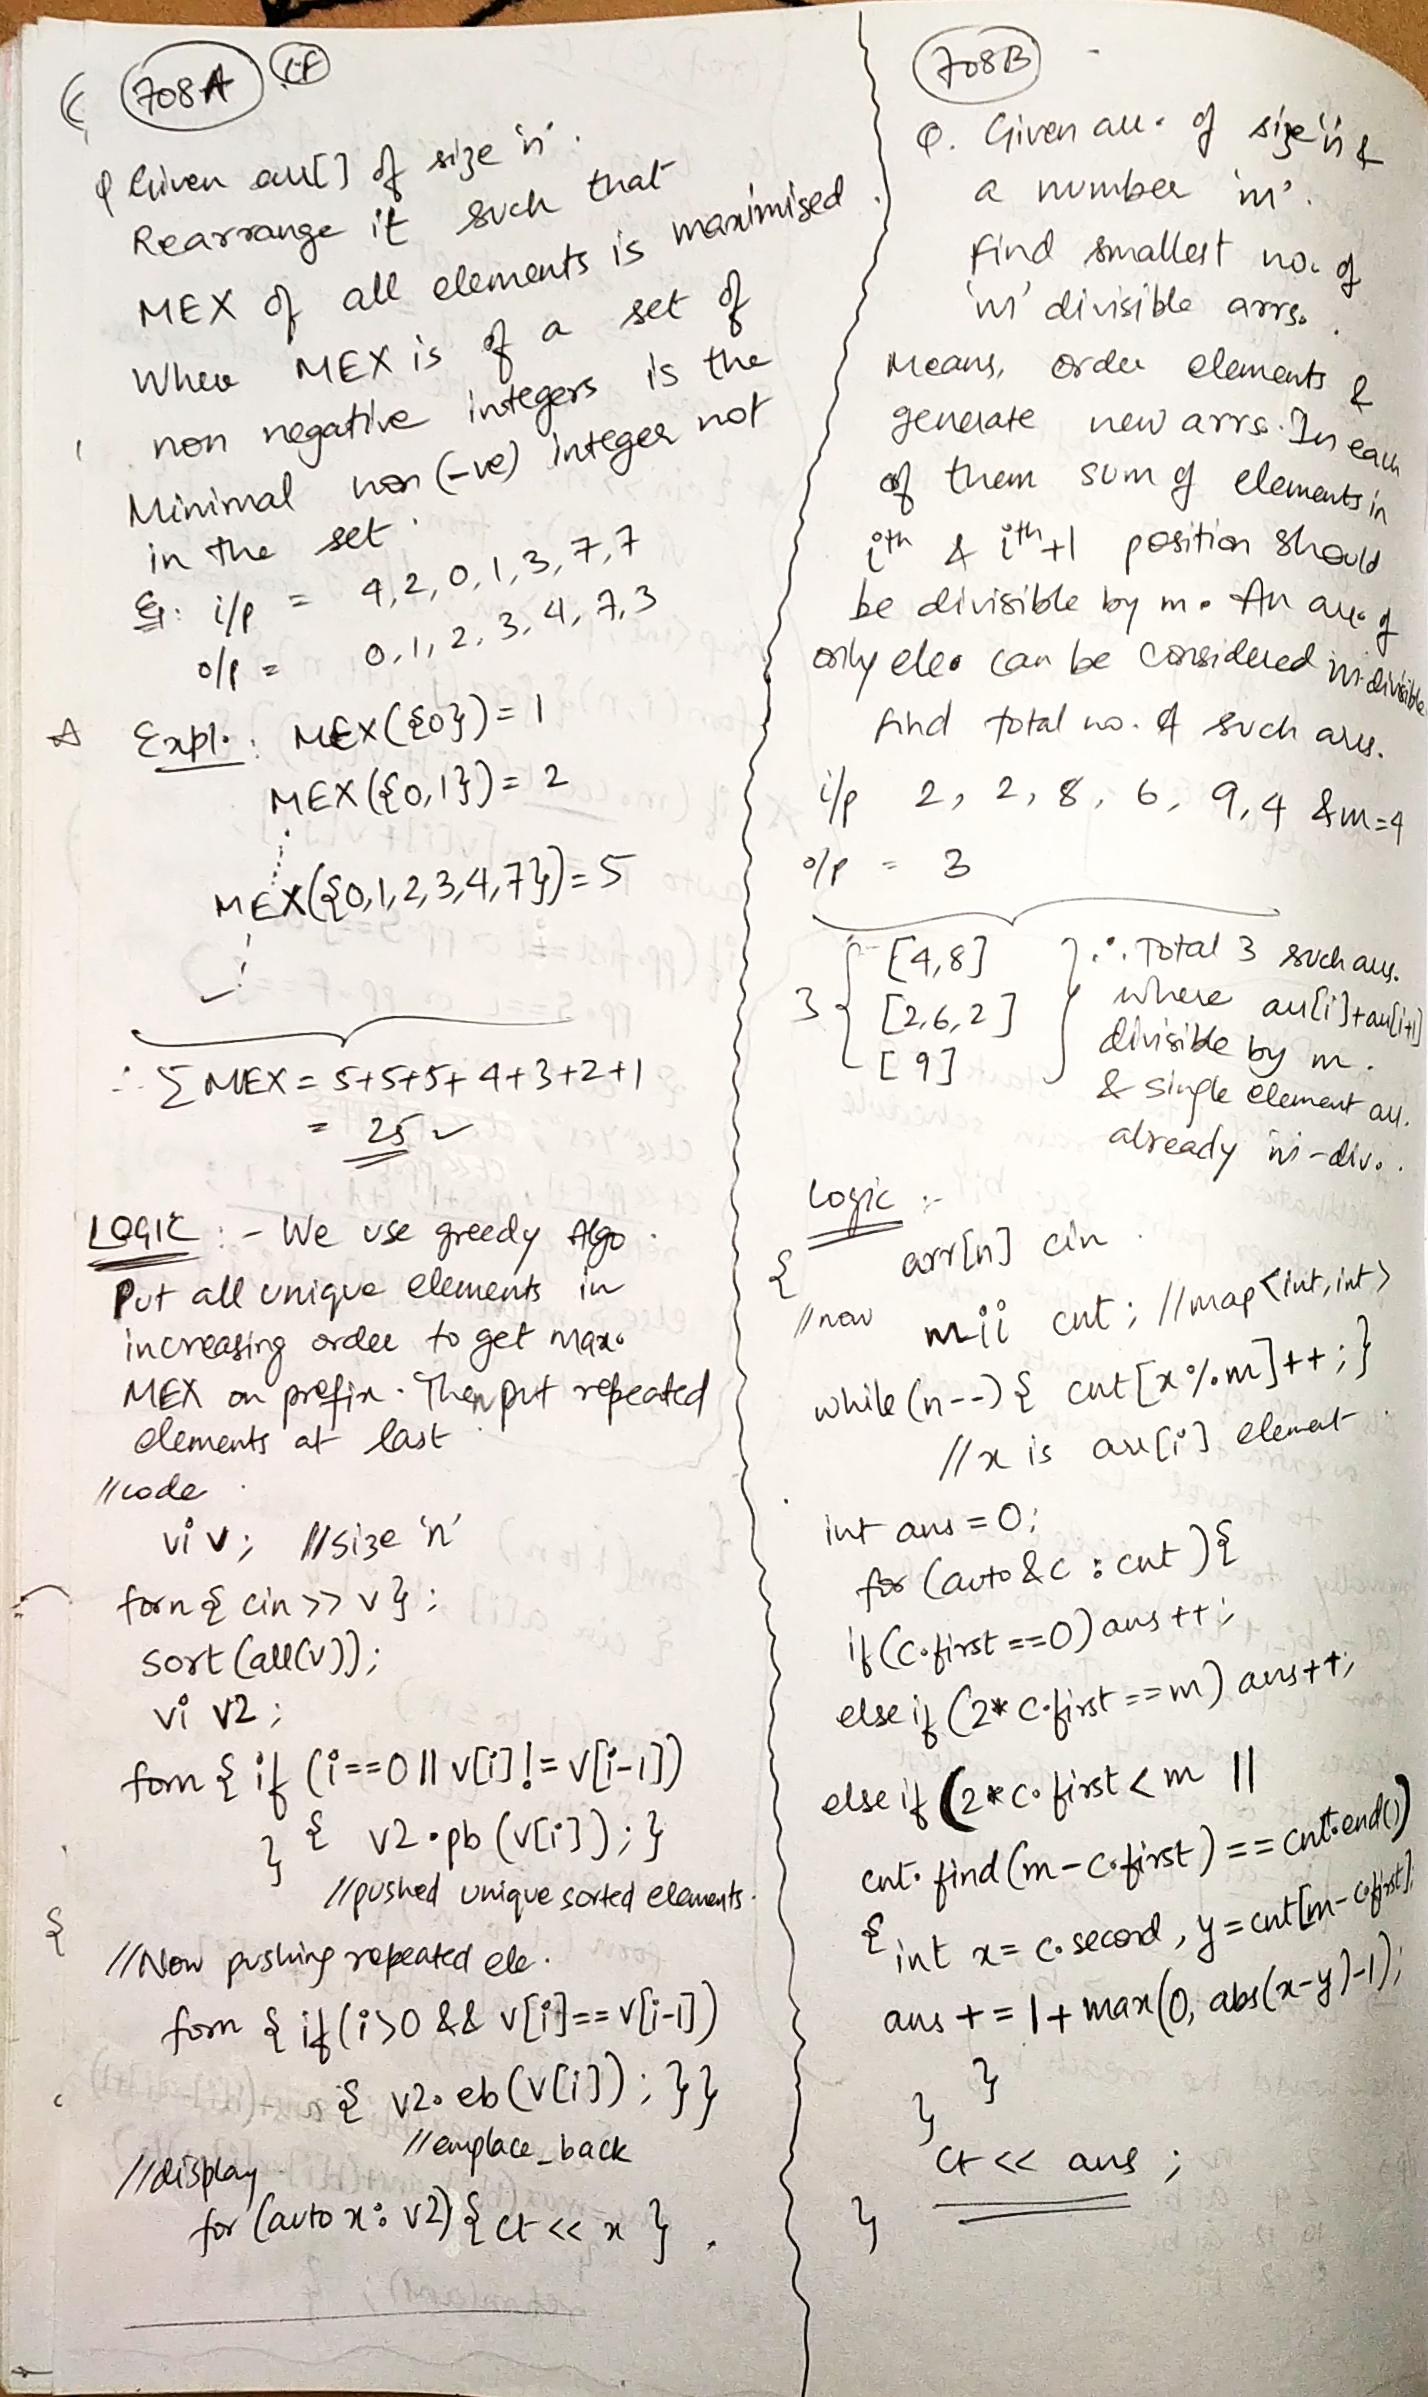 708A CF
Q Given arr[] of size 'n'.
Rearrange it such that
MEX of all elements is maximised.
Where MEX is of a set of
non negative integers is the
Minimal non (-ve) integer not
in the set.
Eg: i/p = 4,2,0,1,3,7,7
o/p = 0,1,2,3,4,7,3
Expl.: MEX({0}) = 1
MEX({0,1}) = 2
MEX({0,1,2,3,4,7}) = 5
∴ Σ MEX = 5+5+5+4+3+2+1
= 25 ✓
LOGIC :- We use greedy Algo.
Put all unique elements in
increasing order to get max.
MEX on prefix. Then put repeated
elements at last.
//code
vi v; //size 'n'
forn{ cin>>v};
sort(all(v));
vi v2;
forn{ if (i==0 || v[i]!=v[i-1])
{ v2.pb(v[i]);}
}
//pushed unique sorted elements.
{
//Now pushing repeated ele.
forn { if(i>0 && v[i]==v[i-1])
{ v2.eb(v[i]);}}
//emplace_back
//display
for(auto x: v2){ ct << x }.
708B
Q. Given arr. of size 'n' &
a number 'm'.
Find smallest no. of
'm' divisible arrs.
Means, order elements &
generate new arrs. In each
of them sum of elements in
ith & ith+1 position should
be divisible by m. An arr. of
only ele. can be considered m-divisible
find total no. of such arrs.
i/p 2, 2, 8, 6, 9, 4 & m=4
o/p = 3
3 { [4,8]
[2,6,2]
[9] }
∴ Total 3 such arrs.
where arr[i]+arr[i+1]
divisible by m.
& single element arr.
already m-div.
Logic :-
{ arr[n] cin.
//now mii cnt; //map<int,int>
while(n--){ cnt[x%m]++;}
//x is arr[i] element.
int ans=0;
for(auto &c : cnt){
if(c.first==0) ans++;
else if (2*c.first==m) ans++;
else if (2*c.first<m ||
cnt.find(m-c.first)==cnt.end())
{ int x=c.second, y=cnt[m-c.first];
ans+=1+max(0, abs(x-y)-1);
}
}
ct << ans;
}